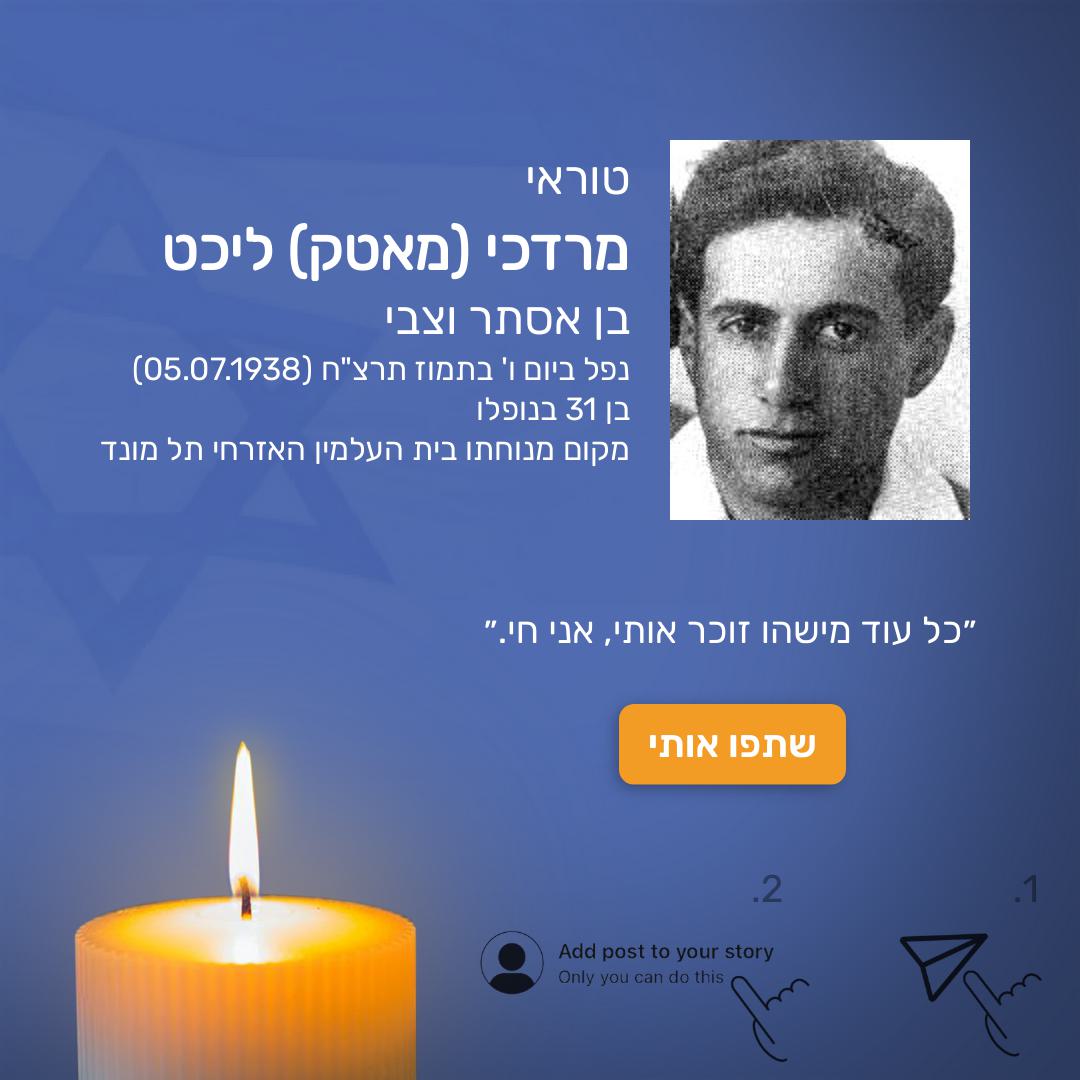 טוראי
מרדכי (מאטק) ליכט
בן אסתר וצבי
נפל ביום ו' בתמוז תרצ"ח (05.07.1938)
בן 31 בנופלו
מקום מנוחתו בית העלמין האזרחי תל מונד
״כל עוד מישהו זוכר אותי, אני חי.״
שתפו אותי
1.
2.
Add post to your story
Only you can do this